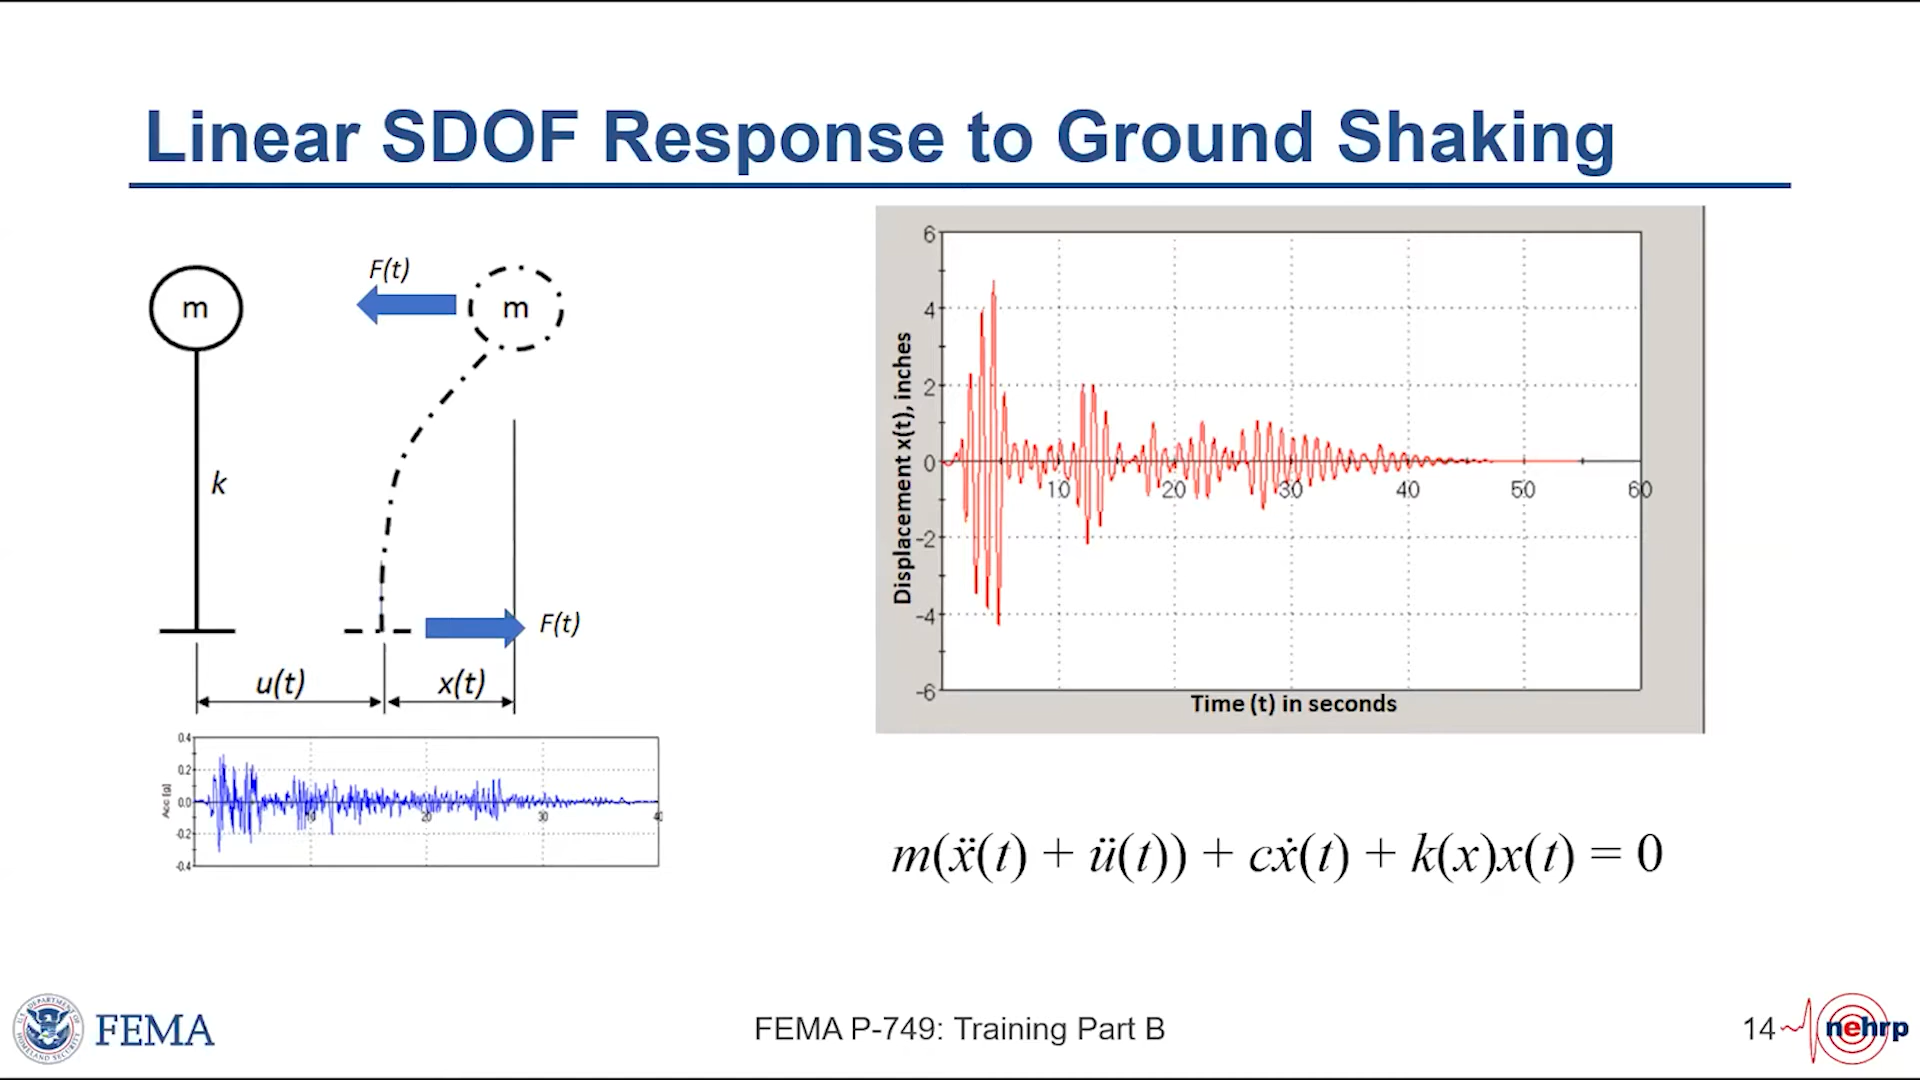 Linear SDOF Response to Ground Shaking
m
F(t)
m
k
F(t)
u(t)
x(t)
0.4
0.2
0.0
-0.2
-0.4
Acc [g]
10
20
30
40
6
4
2
0
-2
-4
-6
Displacement x(t), inches
10
20
30
40
50
60
Time (t) in seconds
m(ẍ(t) + ü(t)) + cẋ(t) + k(x)x(t) = 0
FEMA
FEMA P-749: Training Part B
14
nehrp